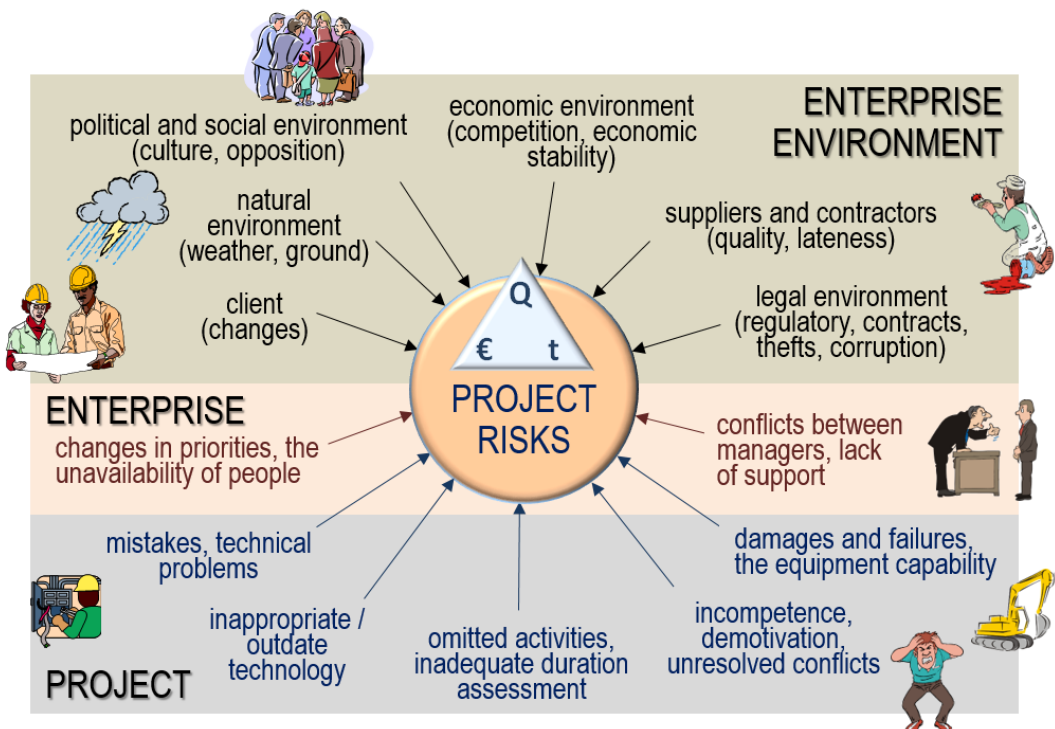 ENTERPRISE
ENVIRONMENT
political and social environment
(culture, opposition)
economic environment
(competition, economic
stability)
natural
environment
(weather, ground)
suppliers and contractors
(quality, lateness)
client
(changes)
legal environment
(regulatory, contracts,
thefts, corruption)
Q
€ t
PROJECT
RISKS
ENTERPRISE
changes in priorities, the
unavailability of people
conflicts between
managers, lack
of support
mistakes, technical
problems
damages and failures,
the equipment capability
inappropriate /
outdate
technology
omitted activities,
inadequate duration
assessment
incompetence,
demotivation,
unresolved conflicts
PROJECT